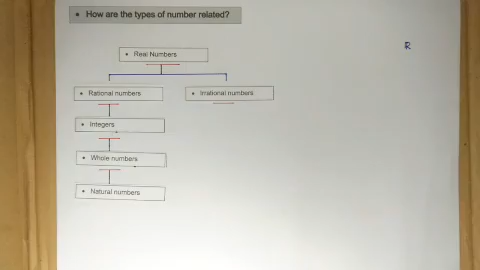 • How are the types of number related?
• Real Numbers
• Rational numbers
• Irrational numbers
• Integers
• Whole numbers
• Natural numbers
R